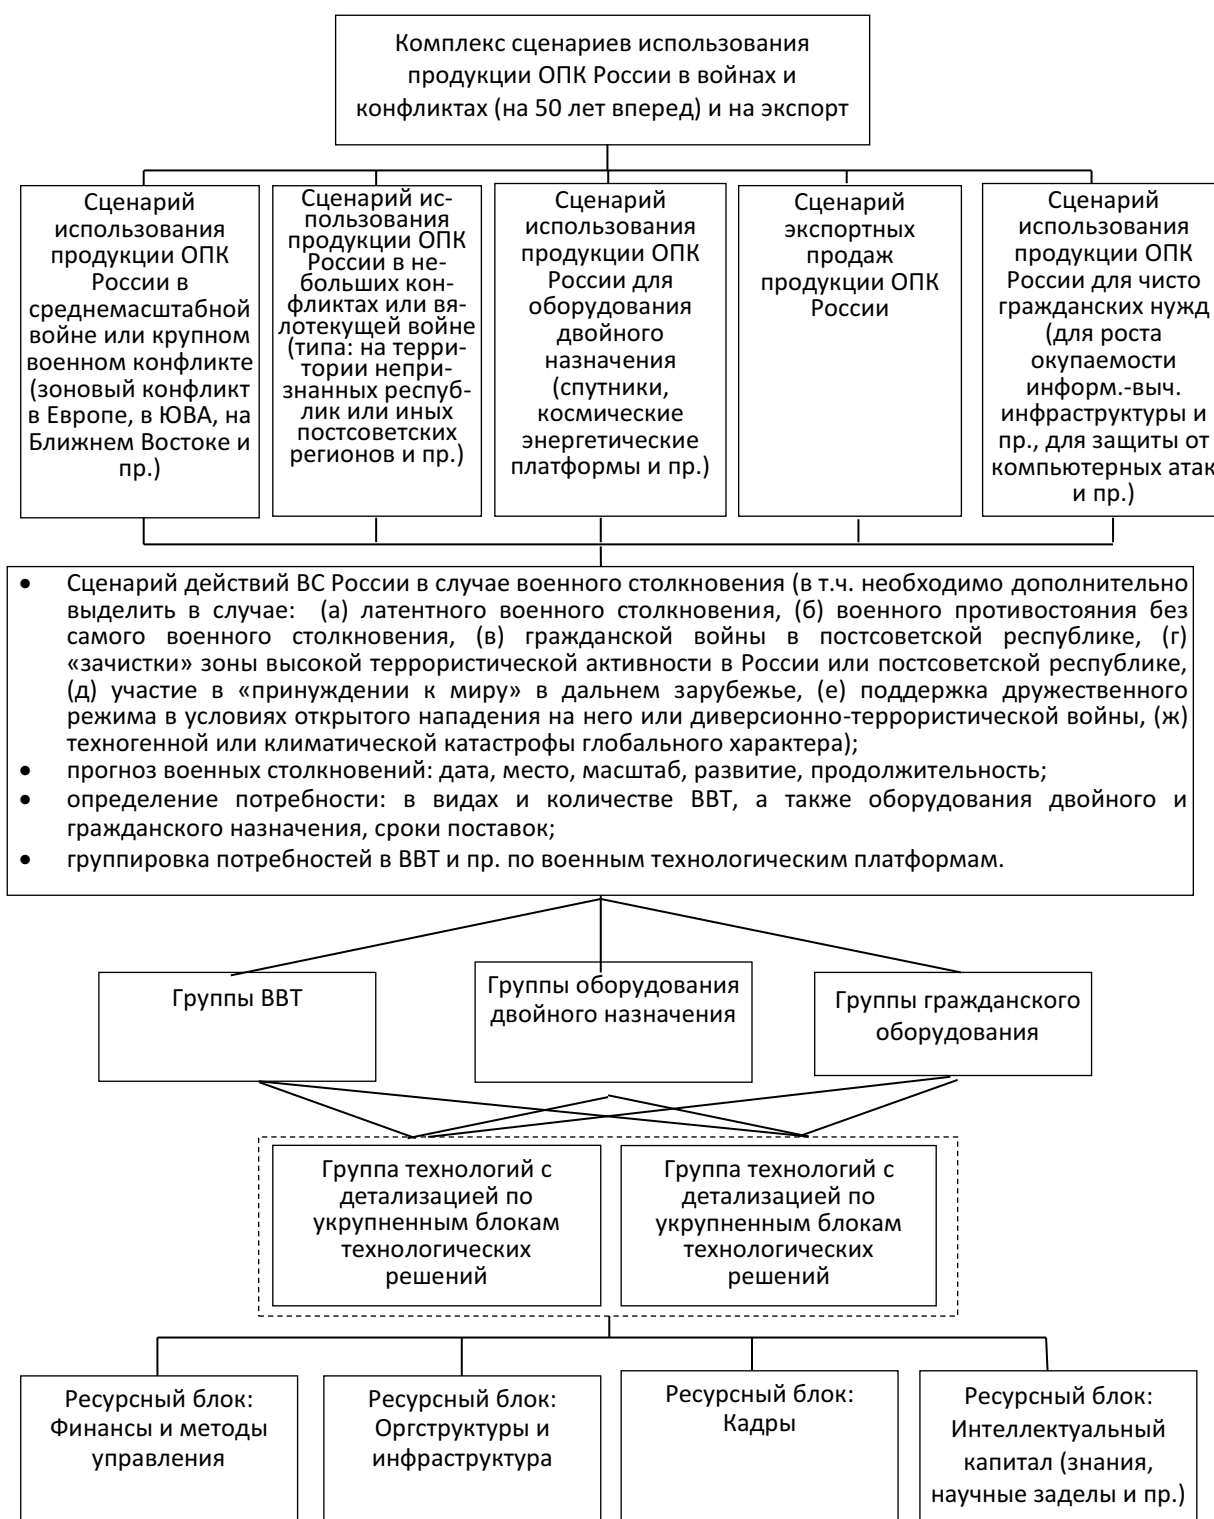 Комплекс сценариев использования
продукции ОПК России в войнах и
конфликтах (на 50 лет вперед) и на экспорт
Сценарий
использования
продукции ОПК
России в
среднемасштабной
войне или крупном
военном конфликте
(зоновый конфликт
в Европе, в ЮВА, на
Ближнем Востоке и
пр.)
Сценарий ис-
пользования
продукции ОПК
России в не-
больших кон-
фликтах или вя-
лотекущей войне
(типа: на терри-
тории непри-
знанных респуб-
лик или иных
постсоветских
регионов и пр.)
Сценарий
использования
продукции ОПК
России для
оборудования
двойного
назначения
(спутники,
космические
энергетические
платформы и пр.)
Сценарий
экспортных
продаж
продукции ОПК
России
Сценарий
использования
продукции ОПК
России для чисто
гражданских нужд
(для роста
окупаемости
информ.-выч.
инфраструктуры и
пр., для защиты от
компьютерных атак
и пр.)
• Сценарий действий ВС России в случае военного столкновения (в т.ч. необходимо дополнительно
выделить в случае: (а) латентного военного столкновения, (б) военного противостояния без
самого военного столкновения, (в) гражданской войны в постсоветской республике, (г)
«зачистки» зоны высокой террористической активности в России или постсоветской республике,
(д) участие в «принуждении к миру» в дальнем зарубежье, (е) поддержка дружественного
режима в условиях открытого нападения на него или диверсионно-террористической войны, (ж)
техногенной или климатической катастрофы глобального характера);
• прогноз военных столкновений: дата, место, масштаб, развитие, продолжительность;
• определение потребности: в видах и количестве ВВТ, а также оборудования двойного и
гражданского назначения, сроки поставок;
• группировка потребностей в ВВТ и пр. по военным технологическим платформам.
Группы ВВТ
Группы оборудования
двойного назначения
Группы гражданского
оборудования
Группа технологий с
детализацией по
укрупненным блокам
технологических
решений
Группа технологий с
детализацией по
укрупненным блокам
технологических
решений
Ресурсный блок:
Финансы и методы
управления
Ресурсный блок:
Оргструктуры и
инфраструктура
Ресурсный блок:
Кадры
Ресурсный блок:
Интеллектуальный
капитал (знания,
научные заделы и пр.)